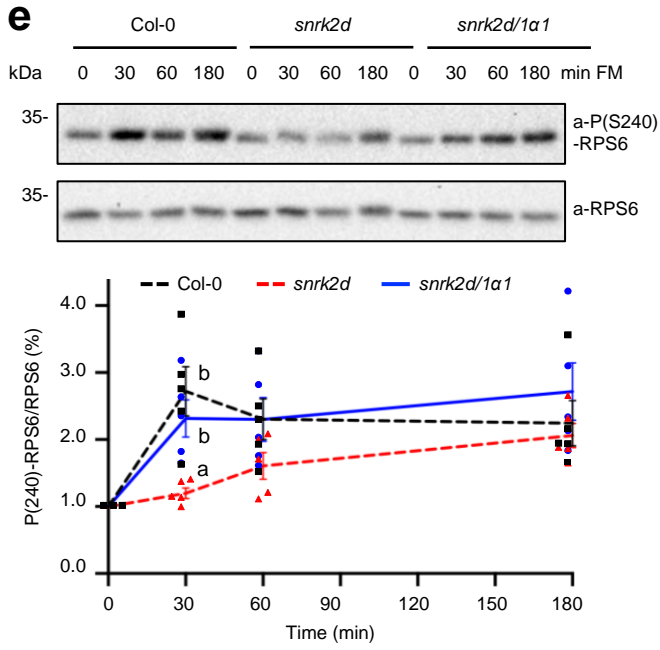 e
Col-0 snrk2d snrk2d/1α1
kDa 0 30 60 180 0 30 60 180 0 30 60 180 min FM
35-
a-P(S240)
-RPS6
35-
a-RPS6
Col-0 snrk2d snrk2d/1α1
P(240)-RPS6/RPS6 (%)
4.0
3.0
2.0
1.0
0.0
b
b
a
0 30 60 90 120 150 180
Time (min)